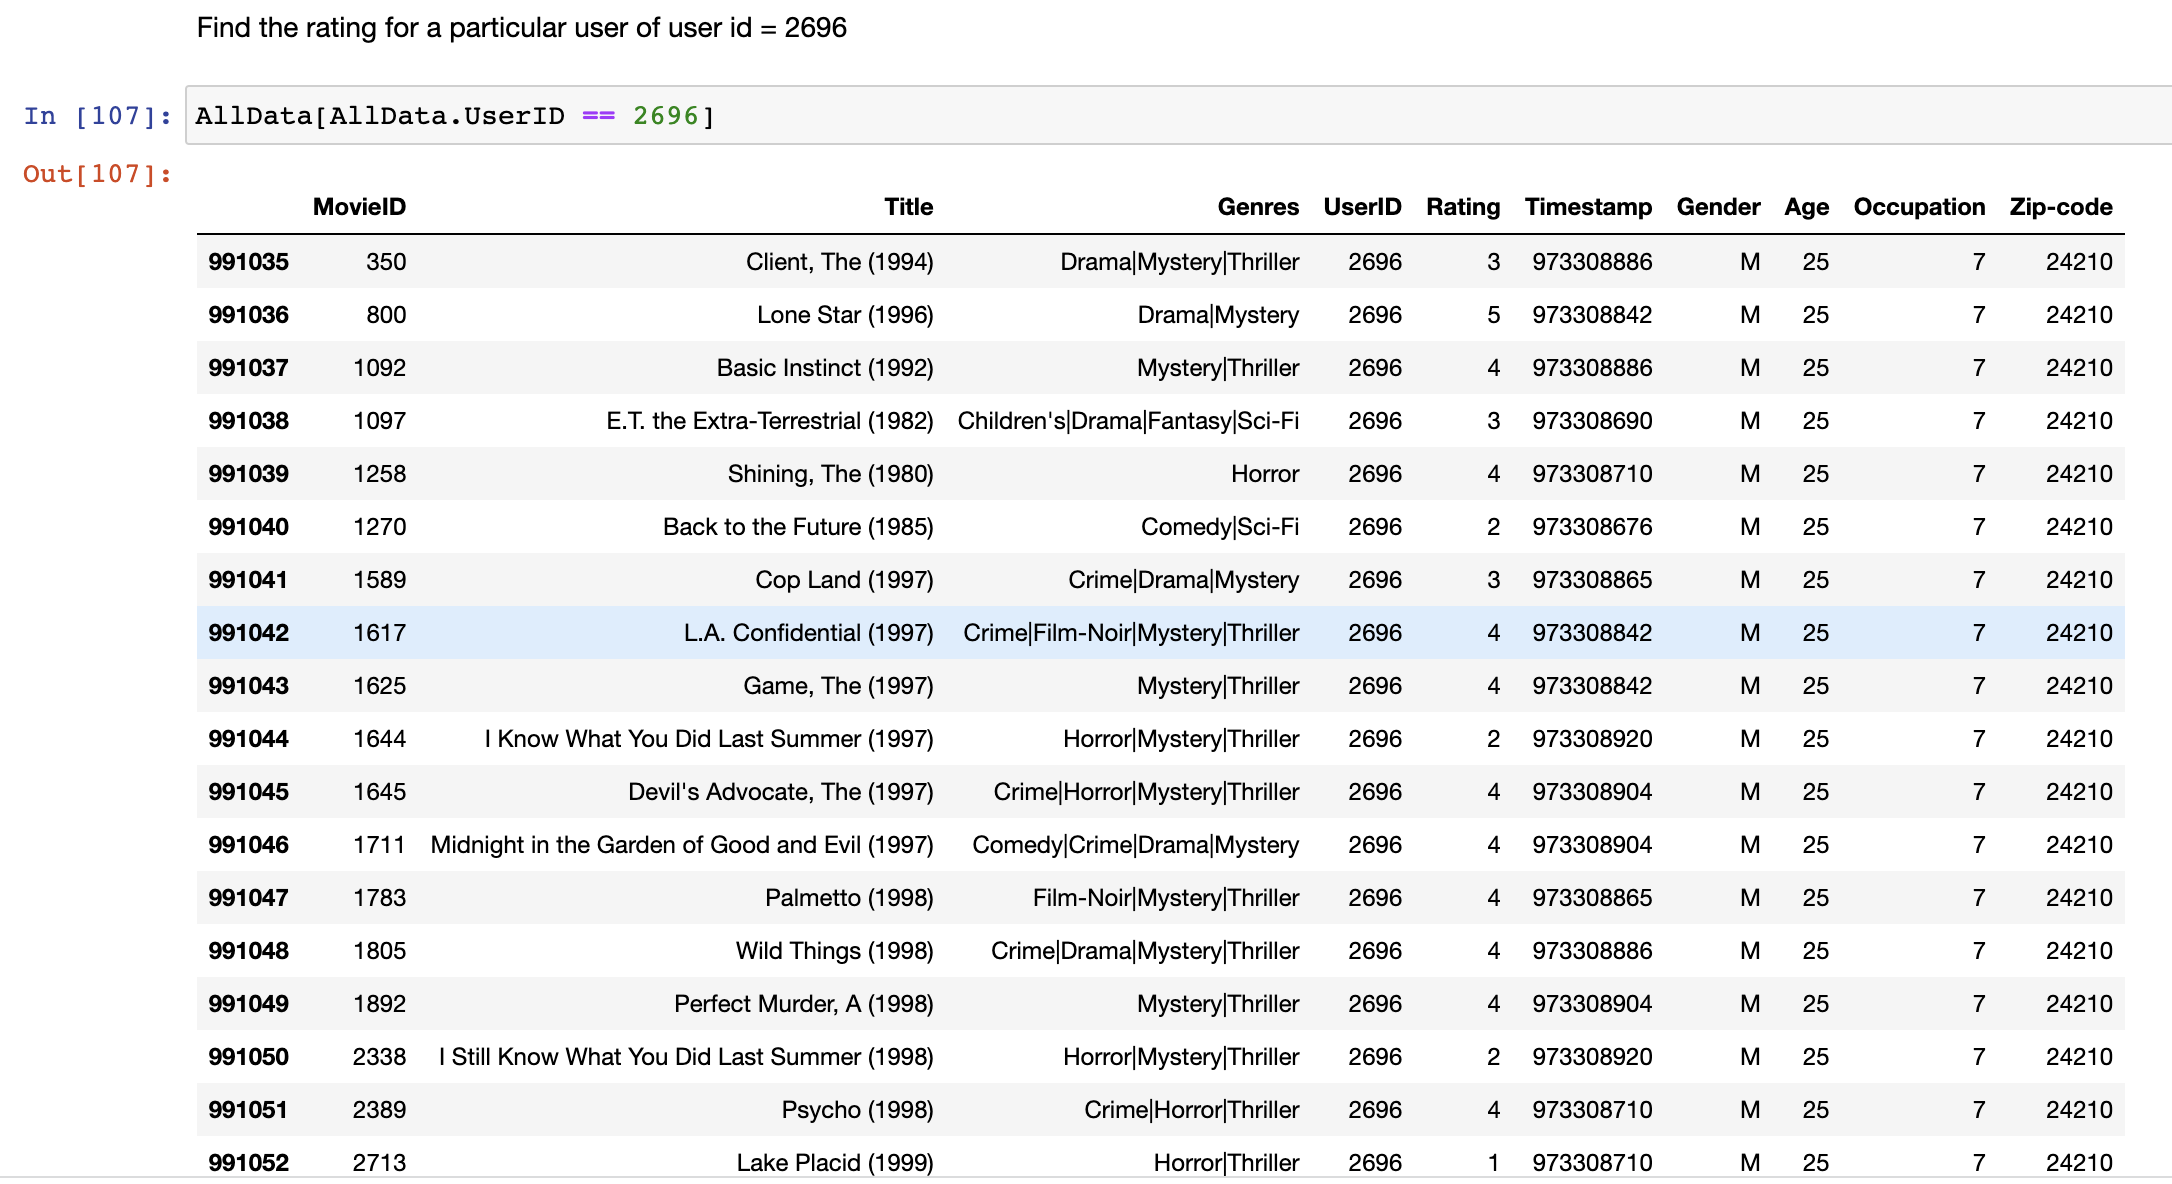 Find the rating for a particular user of user id = 2696
In [107]: AllData[AllData.UserID == 2696]
Out[107]:
MovieID Title Genres UserID Rating Timestamp Gender Age Occupation Zip-code
991035 350 Client, The (1994) Drama|Mystery|Thriller 2696 3 973308886 M 25 7 24210
991036 800 Lone Star (1996) Drama|Mystery 2696 5 973308842 M 25 7 24210
991037 1092 Basic Instinct (1992) Mystery|Thriller 2696 4 973308886 M 25 7 24210
991038 1097 E.T. the Extra-Terrestrial (1982) Children's|Drama|Fantasy|Sci-Fi 2696 3 973308690 M 25 7 24210
991039 1258 Shining, The (1980) Horror 2696 4 973308710 M 25 7 24210
991040 1270 Back to the Future (1985) Comedy|Sci-Fi 2696 2 973308676 M 25 7 24210
991041 1589 Cop Land (1997) Crime|Drama|Mystery 2696 3 973308865 M 25 7 24210
991042 1617 L.A. Confidential (1997) Crime|Film-Noir|Mystery|Thriller 2696 4 973308842 M 25 7 24210
991043 1625 Game, The (1997) Mystery|Thriller 2696 4 973308842 M 25 7 24210
991044 1644 I Know What You Did Last Summer (1997) Horror|Mystery|Thriller 2696 2 973308920 M 25 7 24210
991045 1645 Devil's Advocate, The (1997) Crime|Horror|Mystery|Thriller 2696 4 973308904 M 25 7 24210
991046 1711 Midnight in the Garden of Good and Evil (1997) Comedy|Crime|Drama|Mystery 2696 4 973308904 M 25 7 24210
991047 1783 Palmetto (1998) Film-Noir|Mystery|Thriller 2696 4 973308865 M 25 7 24210
991048 1805 Wild Things (1998) Crime|Drama|Mystery|Thriller 2696 4 973308886 M 25 7 24210
991049 1892 Perfect Murder, A (1998) Mystery|Thriller 2696 4 973308904 M 25 7 24210
991050 2338 I Still Know What You Did Last Summer (1998) Horror|Mystery|Thriller 2696 2 973308920 M 25 7 24210
991051 2389 Psycho (1998) Crime|Horror|Thriller 2696 4 973308710 M 25 7 24210
991052 2713 Lake Placid (1999) Horror|Thriller 2696 1 973308710 M 25 7 24210